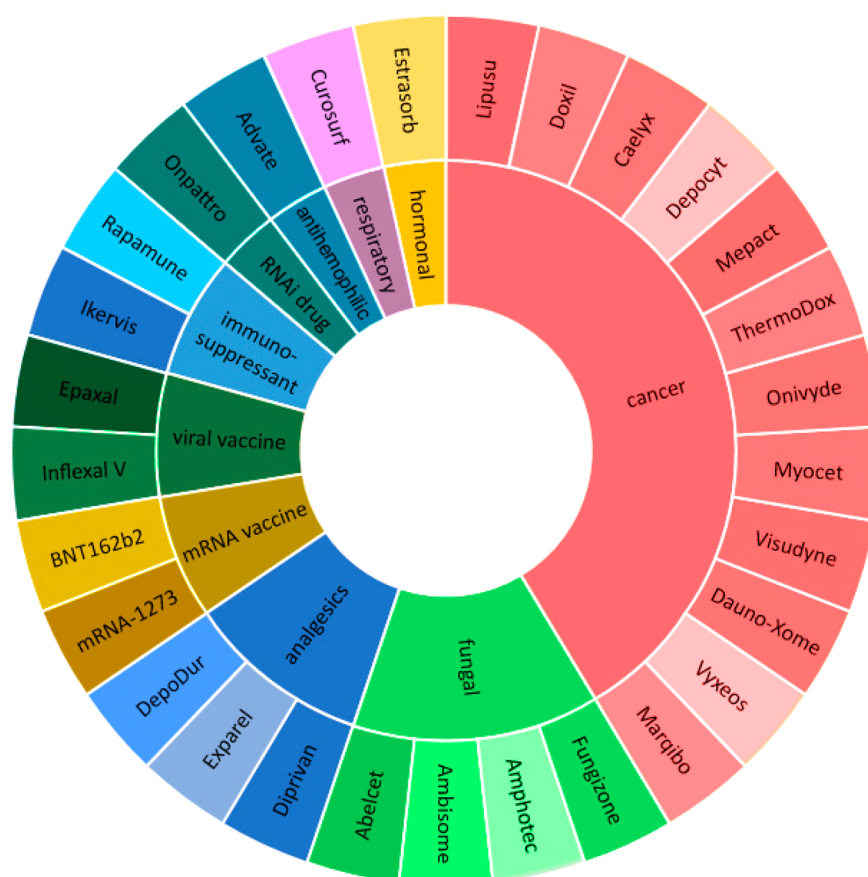 Lidpusn
Doxil
Caelyx
Depocyt
Mepact
ThermoDox
Onivyde
Myocet
Visudyne
Dauno-Xome
Vyxeos
Marqibo
Fungizone
Amphotec
Ambisome
Abelcet
Diprivan
Exparel
DepoDur
mRNA-1273
BNT162b2
Inflexal V
Epaxal
Ikervis
Rapamune
Onpattro
Advate
Curosurf
Estrasorb
cancer
fungal
analgesics
mRNA vaccine
viral vaccine
immuno-
suppressant
RNAi drug
antihemophilic
respiratory
hormonal